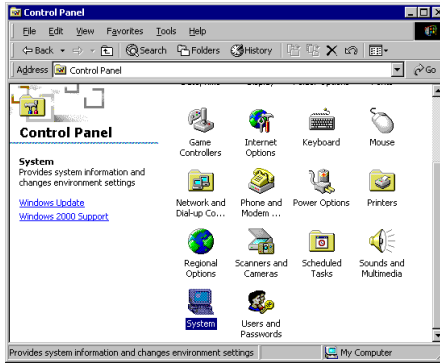 Control Panel
File Edit View Favorites Tools Help
Back Search Folders History
Address Control Panel Go
Control Panel
System
Provides system information and
changes environment settings
Windows Update
Windows 2000 Support
Game
Controllers
Internet
Options
Keyboard
Mouse
Network and
Dial-up Co...
Phone and
Modem ...
Power Options
Printers
Regional
Options
Scanners and
Cameras
Scheduled
Tasks
Sounds and
Multimedia
System
Users and
Passwords
Provides system information and changes environment settings My Computer